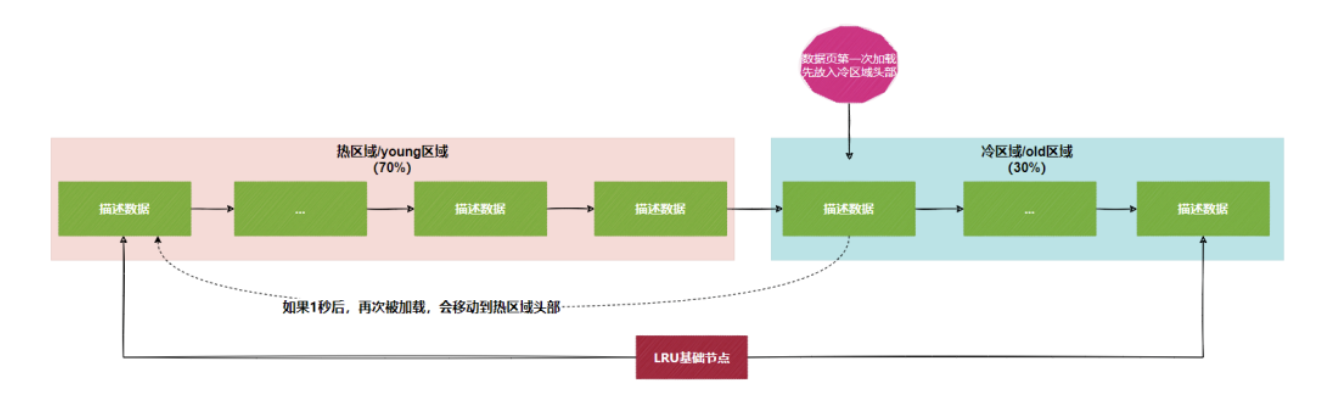 数据页第一次加载
先放入冷区域头部
热区域/young区域
(70%)
冷区域/old区域
(30%)
描述数据
...
描述数据
描述数据
描述数据
...
描述数据
如果1秒后，再次被加载，会移动到热区域头部
LRU基础节点